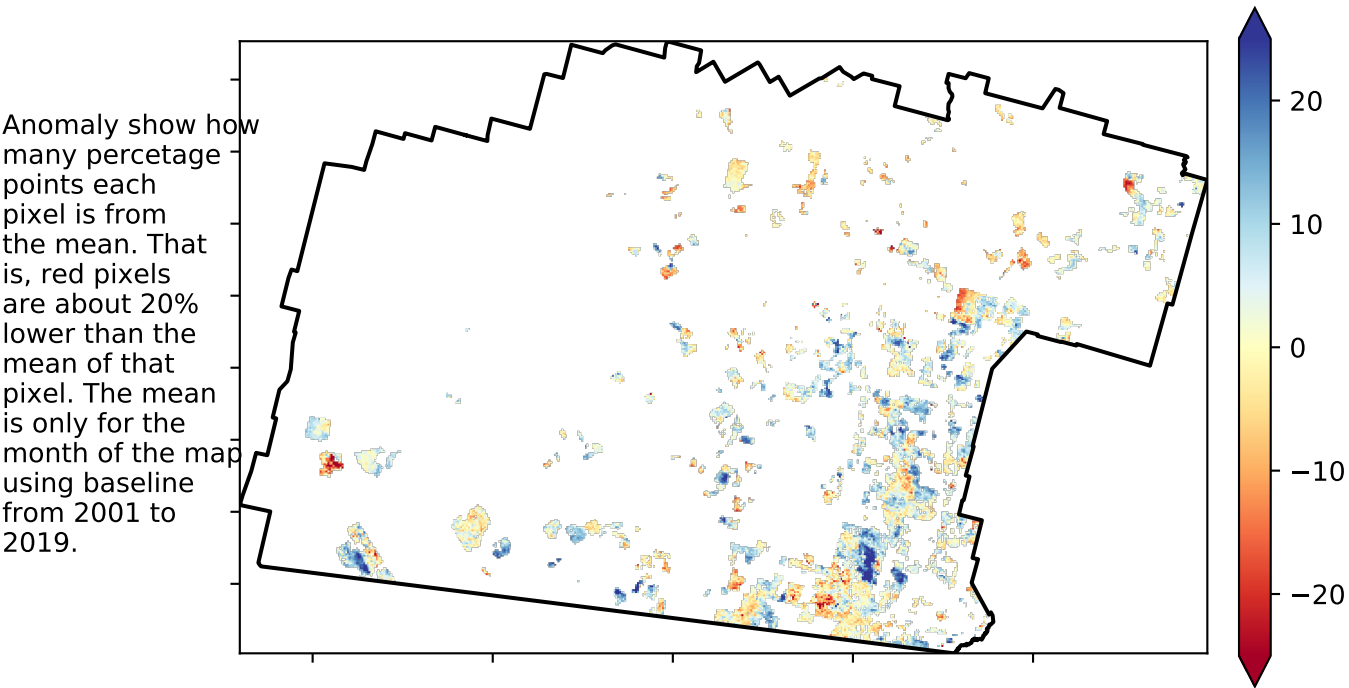 Anomaly show how
many percetage
points each
pixel is from
the mean. That
is, red pixels
are about 20%
lower than the
mean of that
pixel. The mean
is only for the
month of the map
using baseline
from 2001 to
2019.
20
10
0
−10
−20